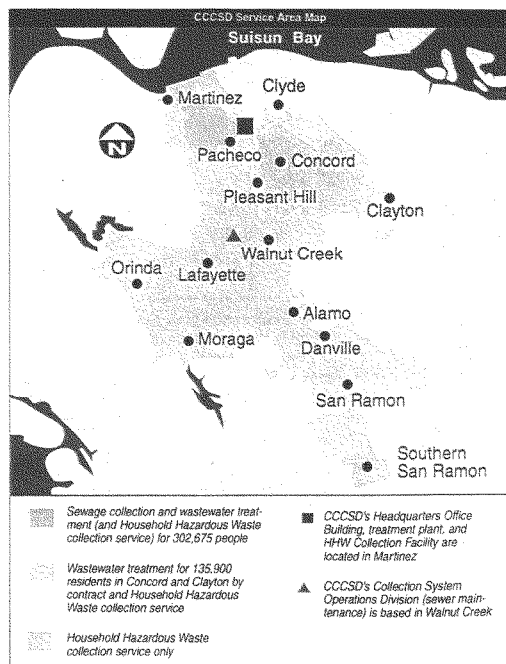 CCCSD Service Area Map
Suisun Bay
Clyde
Martinez
N
Pacheco
Concord
Pleasant Hill
Clayton
Walnut Creek
Orinda
Lafayette
Alamo
Moraga
Danville
San Ramon
Southern
San Ramon
Sewage collection and wastewater treat-
ment (and Household Hazardous Waste
collection service) for 302,675 people
Wastewater treatment for 135,900
residents in Concord and Clayton by
contract and Household Hazardous
Waste collection service
Household Hazardous Waste
collection service only
CCCSD's Headquarters Office
Building, treatment plant, and
HHW Collection Facility are
located in Martinez
CCCSD's Collection System
Operations Division (sewer main-
tenance) is based in Walnut Creek